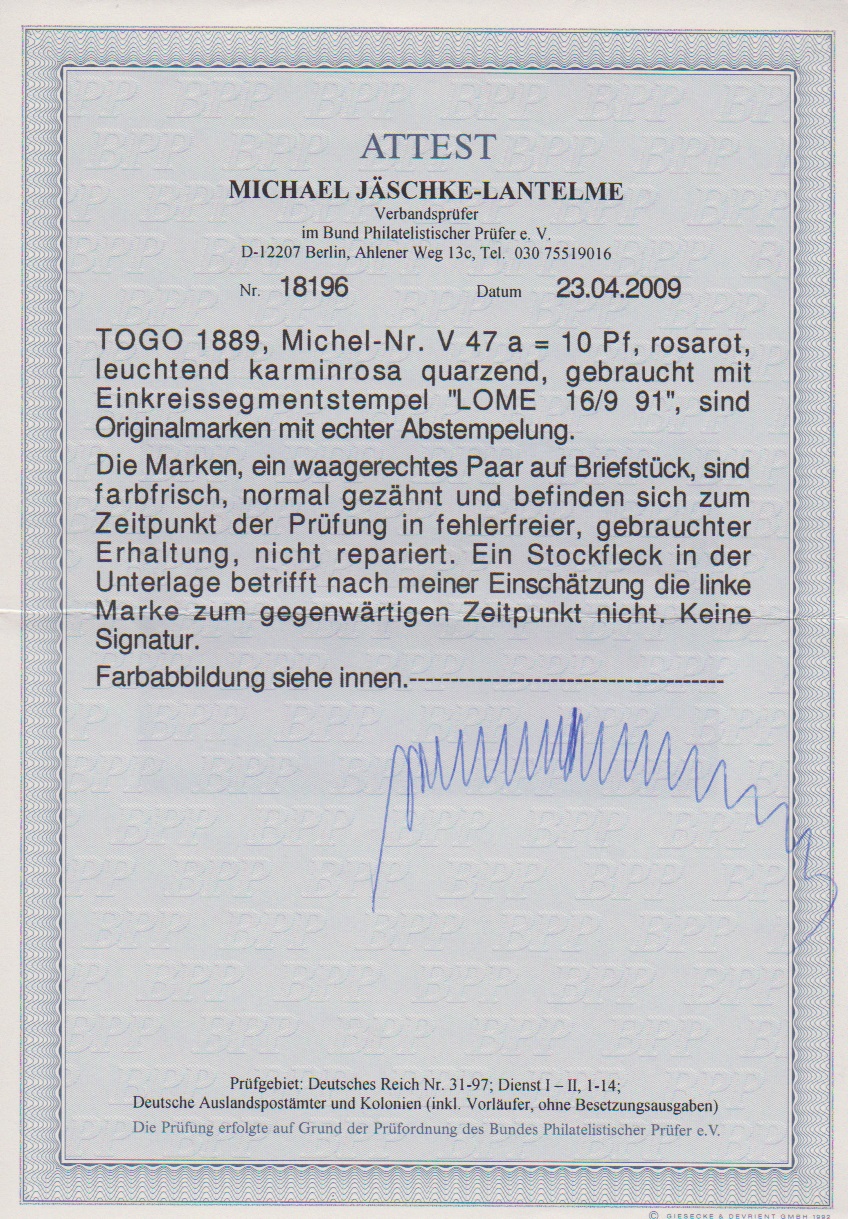 ATTEST
MICHAEL JÄSCHKE-LANTELME
Verbandsprüfer
im Bund Philatelistischer Prüfer e. V.
D-12207 Berlin, Ahlener Weg 13c, Tel. 030 75519016
Nr. 18196 Datum 23.04.2009
TOGO 1889, Michel-Nr. V 47 a = 10 Pf, rosarot,
leuchtend karminrosa quarzend, gebraucht mit
Einkreissegmentstempel "LOME 16/9 91", sind
Originalmarken mit echter Abstempelung.
Die Marken, ein waagerechtes Paar auf Briefstück, sind
farbfrisch, normal gezähnt und befinden sich zum
Zeitpunkt der Prüfung in fehlerfreier, gebrauchter
Erhaltung, nicht repariert. Ein Stockfleck in der
Unterlage betrifft nach meiner Einschätzung die linke
Marke zum gegenwärtigen Zeitpunkt nicht. Keine
Signatur.
Farbabbildung siehe innen.--------------------------------------
Prüfgebiet: Deutsches Reich Nr. 31-97; Dienst I – II, 1-14;
Deutsche Auslandspostämter und Kolonien (inkl. Vorläufer, ohne Besetzungsausgaben)
Die Prüfung erfolgte auf Grund der Prüfordnung des Bundes Philatelistischer Prüfer e.V.
© GIESECKE & DEVRIENT GMBH 1992